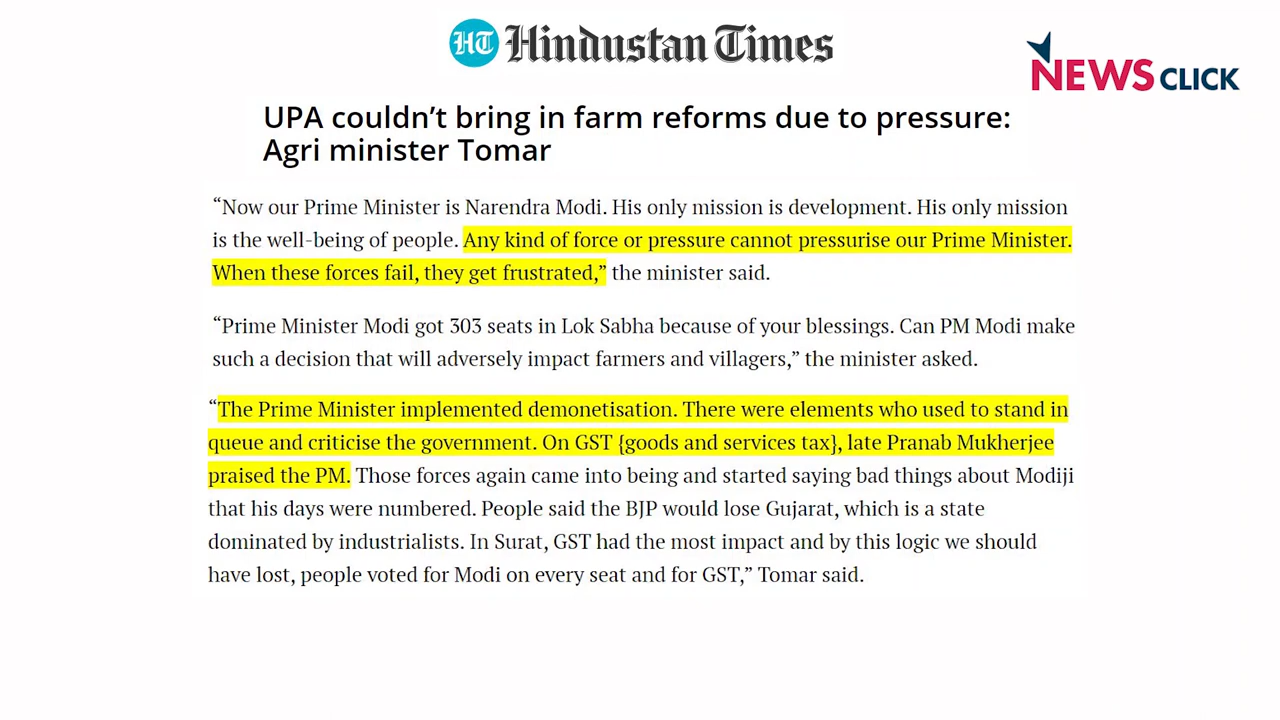 HT Hindustan Times
NEWS CLICK
UPA couldn’t bring in farm reforms due to pressure:
Agri minister Tomar
“Now our Prime Minister is Narendra Modi. His only mission is development. His only mission
is the well-being of people. Any kind of force or pressure cannot pressurise our Prime Minister.
When these forces fail, they get frustrated,” the minister said.
“Prime Minister Modi got 303 seats in Lok Sabha because of your blessings. Can PM Modi make
such a decision that will adversely impact farmers and villagers,” the minister asked.
“The Prime Minister implemented demonetisation. There were elements who used to stand in
queue and criticise the government. On GST {goods and services tax}, late Pranab Mukherjee
praised the PM. Those forces again came into being and started saying bad things about Modiji
that his days were numbered. People said the BJP would lose Gujarat, which is a state
dominated by industrialists. In Surat, GST had the most impact and by this logic we should
have lost, people voted for Modi on every seat and for GST,” Tomar said.